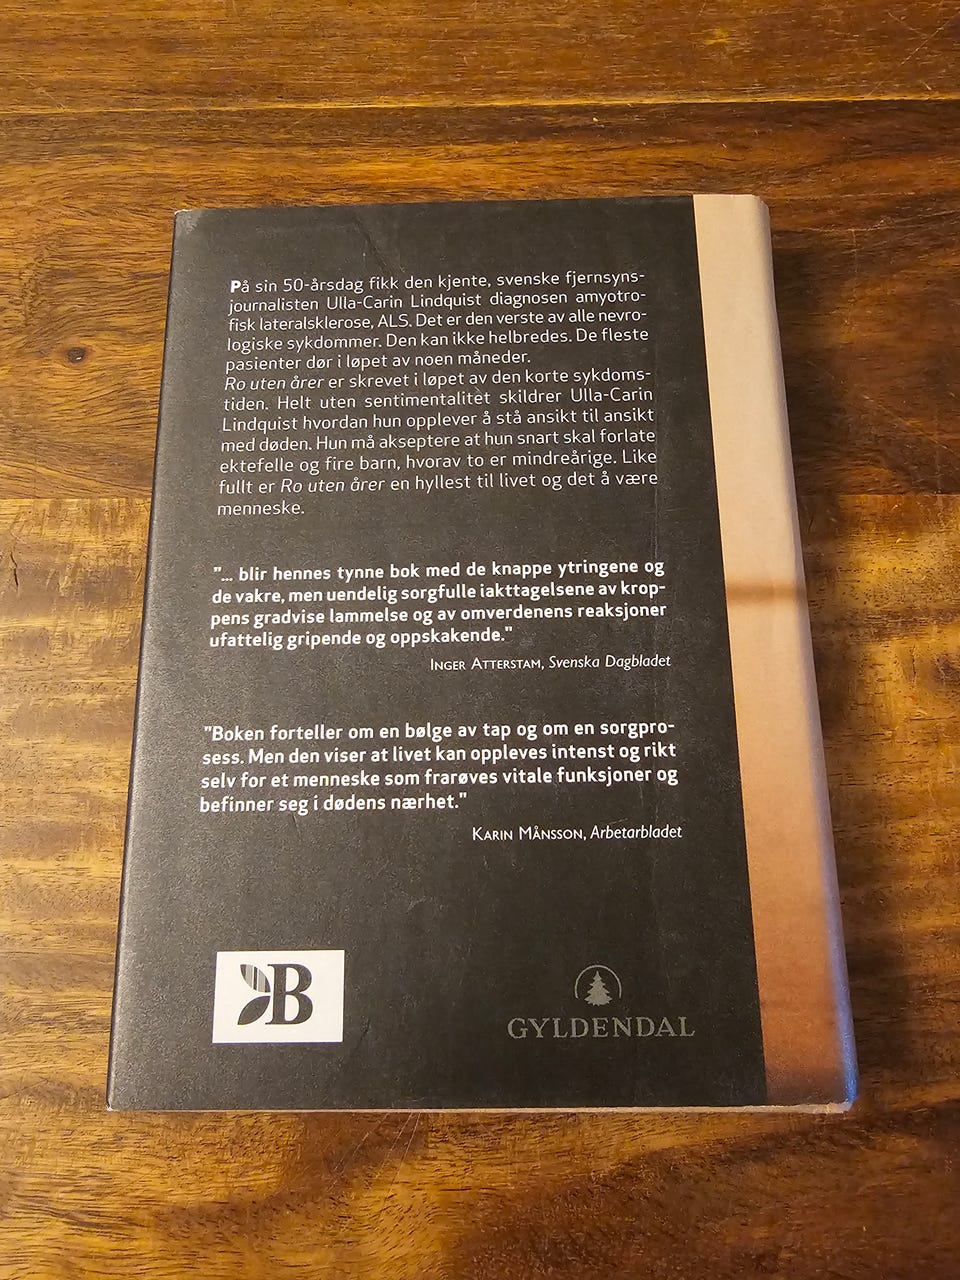 På sin 50-årsdag fikk den kjente, svenske fjernsyns-
journalisten Ulla-Carin Lindquist diagnosen amyotro-
fisk lateralsklerose, ALS. Det er den verste av alle nevro-
logiske sykdommer. Den kan ikke helbredes. De fleste
pasienter dør i løpet av noen måneder.
Ro uten årer er skrevet i løpet av den korte sykdoms-
tiden. Helt uten sentimentalitet skildrer Ulla-Carin
Lindquist hvordan hun opplever å stå ansikt til ansikt
med døden. Hun må akseptere at hun snart skal forlate
ektefelle og fire barn, hvorav to er mindreårige. Like
fullt er Ro uten årer en hyllest til livet og det å være
menneske.
"... blir hennes tynne bok med de knappe ytringene og
de vakre, men uendelig sorgfulle iakttagelsene av krop-
pens gradvise lammelse og av omverdenens reaksjoner
ufattelig gripende og oppskakende."
INGER ATTERSTAM, Svenska Dagbladet
"Boken forteller om en bølge av tap og om en sorgpro-
sess. Men den viser at livet kan oppleves intenst og rikt
selv for et menneske som frarøves vitale funksjoner og
befinner seg i dødens nærhet."
KARIN MÅNSSON, Arbetarbladet
B
GYLDENDAL